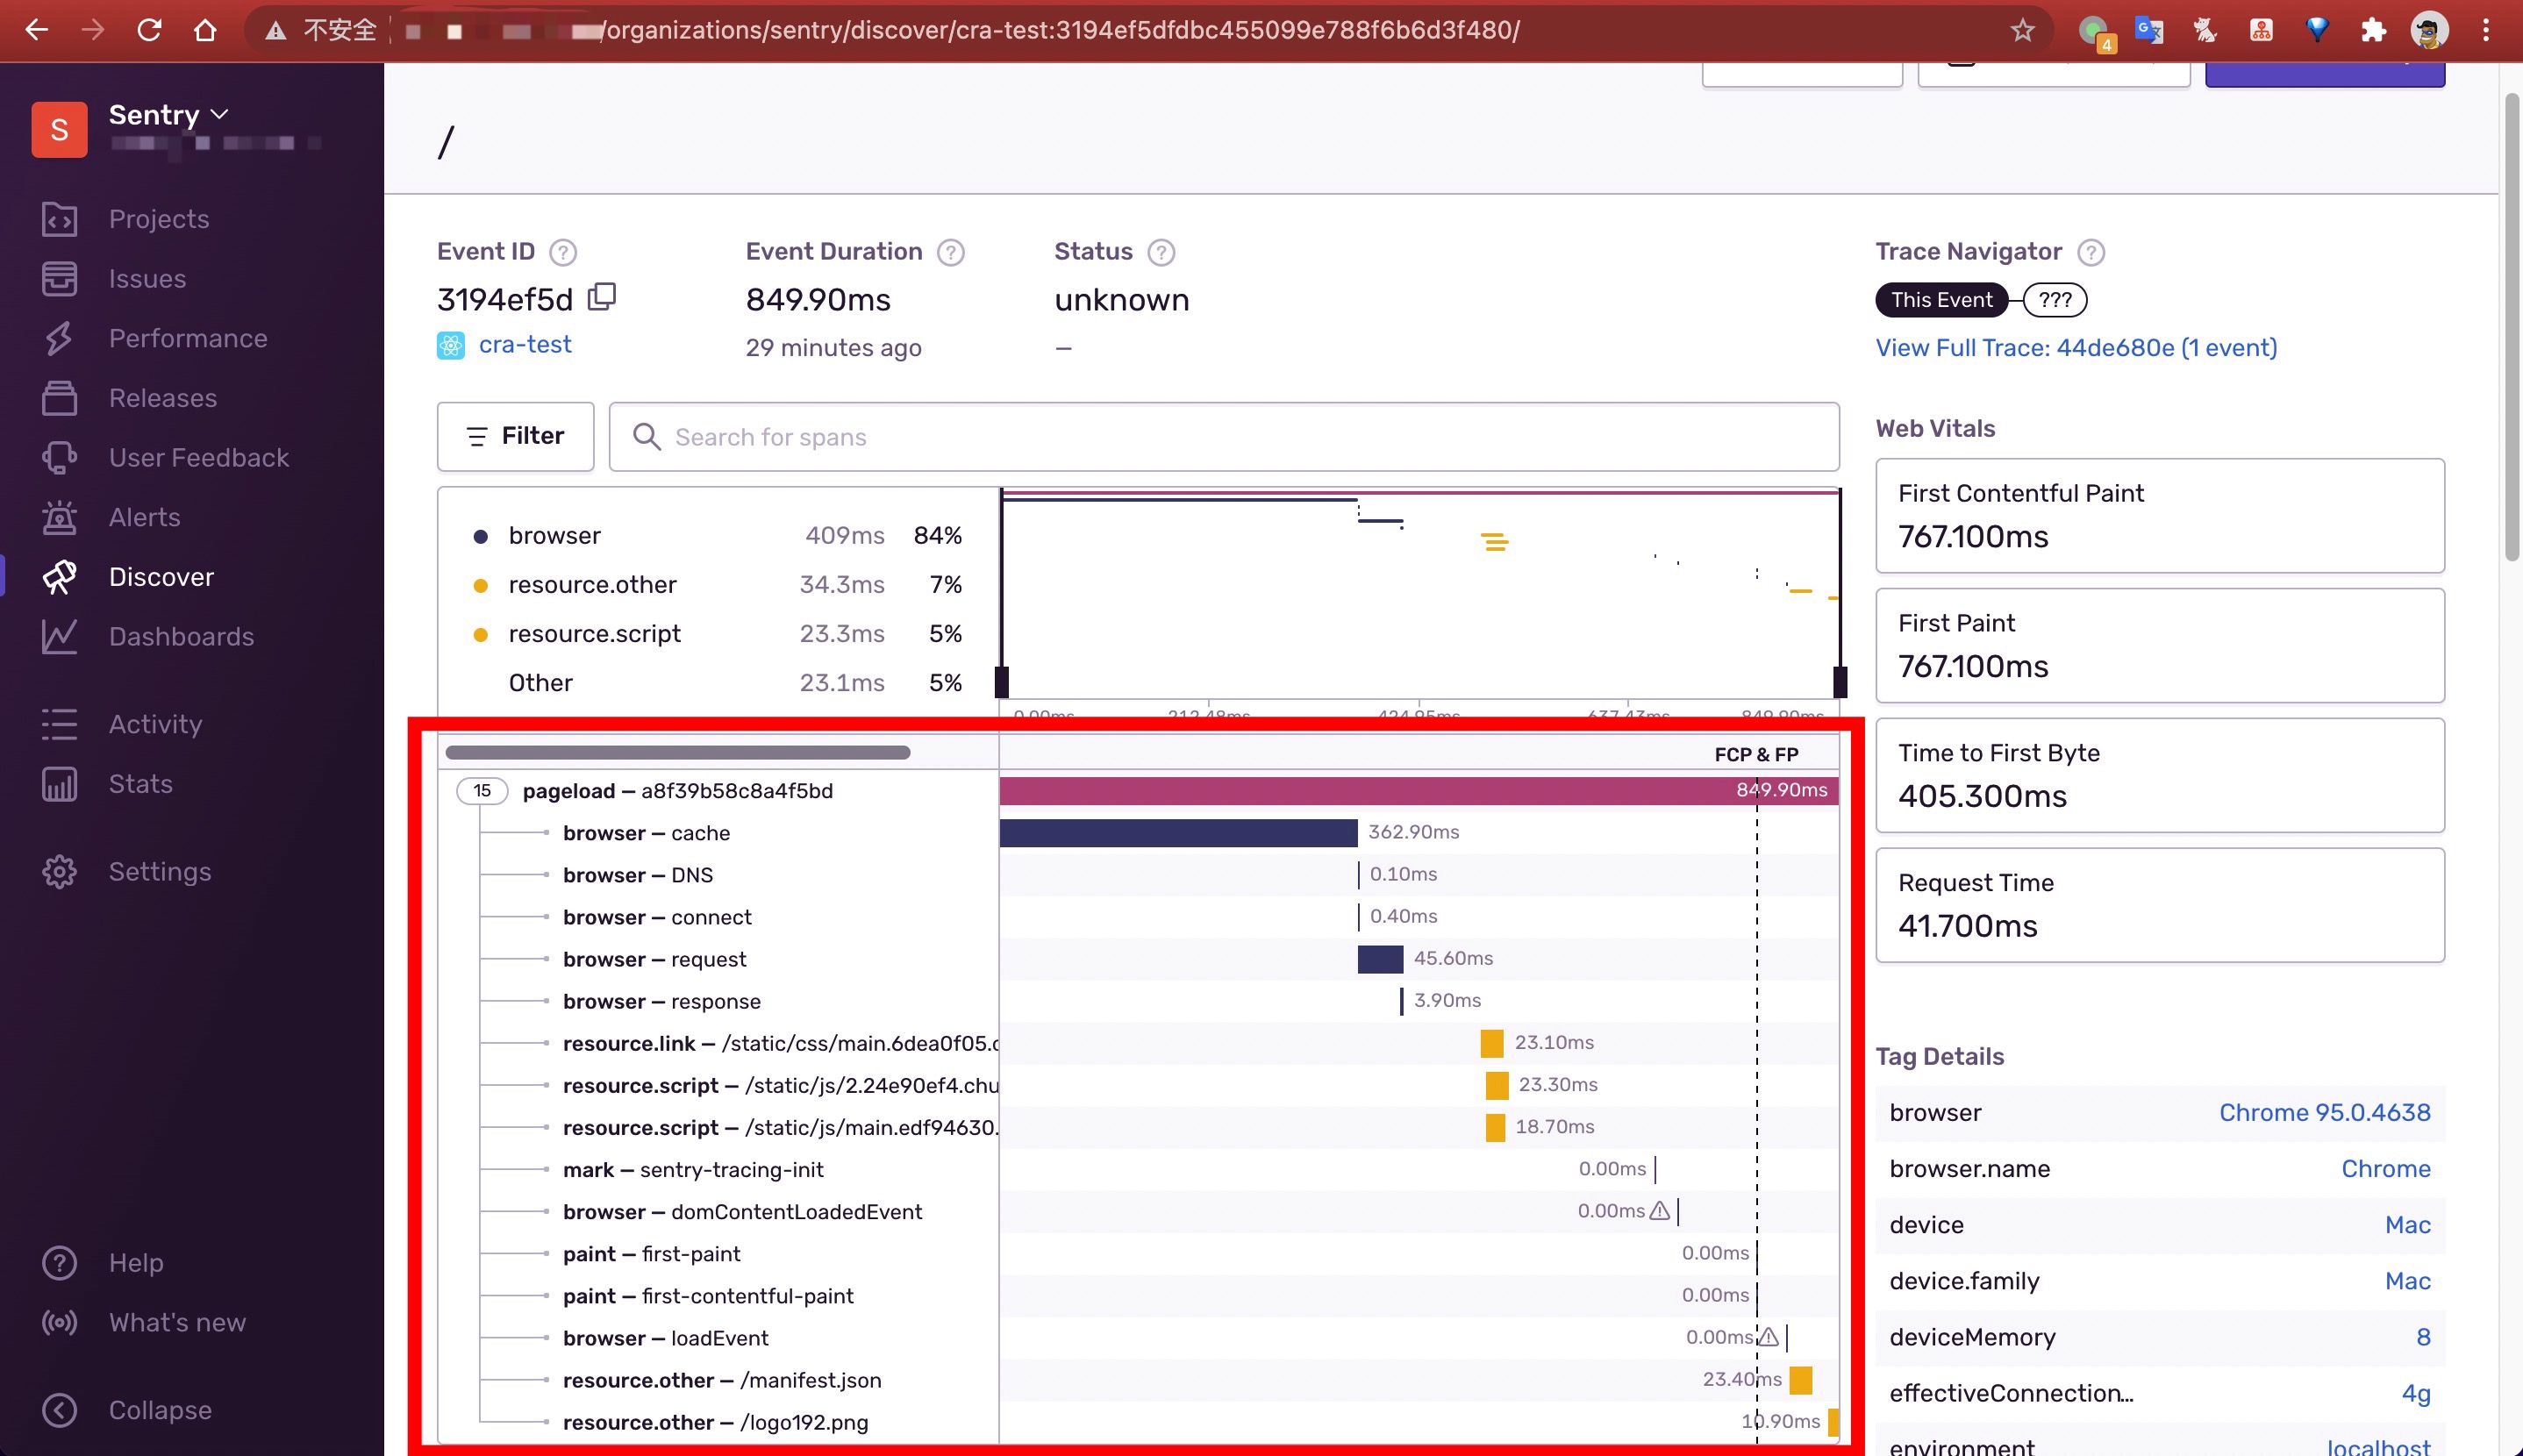 不安全
/organizations/sentry/discover/cra-test:3194ef5dfdbc455099e788f6b6d3f480/
4
S
Sentry
Projects
Issues
Performance
Releases
User Feedback
Alerts
Discover
Dashboards
Activity
Stats
Settings
Help
What's new
Collapse
/
Event ID
3194ef5d
cra-test
Event Duration
849.90ms
29 minutes ago
Status
unknown
—
Filter
Search for spans
browser 409ms 84%
resource.other 34.3ms 7%
resource.script 23.3ms 5%
Other 23.1ms 5%
0.00ms 212.48ms 424.95ms 637.43ms 849.90ms
FCP & FP
15 pageload — a8f39b58c8a4f5bd 849.90ms
browser — cache 362.90ms
browser — DNS 0.10ms
browser — connect 0.40ms
browser — request 45.60ms
browser — response 3.90ms
resource.link — /static/css/main.6dea0f05.c
resource.script — /static/js/2.24e90ef4.chu
resource.script — /static/js/main.edf94630.
23.10ms
23.30ms
18.70ms
mark — sentry-tracing-init 0.00ms
browser — domContentLoadedEvent 0.00ms
paint — first-paint 0.00ms
paint — first-contentful-paint 0.00ms
browser — loadEvent 0.00ms
resource.other — /manifest.json 23.40ms
resource.other — /logo192.png 10.90ms
Trace Navigator
This Event ???
View Full Trace: 44de680e (1 event)
Web Vitals
First Contentful Paint
767.100ms
First Paint
767.100ms
Time to First Byte
405.300ms
Request Time
41.700ms
Tag Details
browser Chrome 95.0.4638
browser.name Chrome
device Mac
device.family Mac
deviceMemory 8
effectiveConnection… 4g
environment localhost